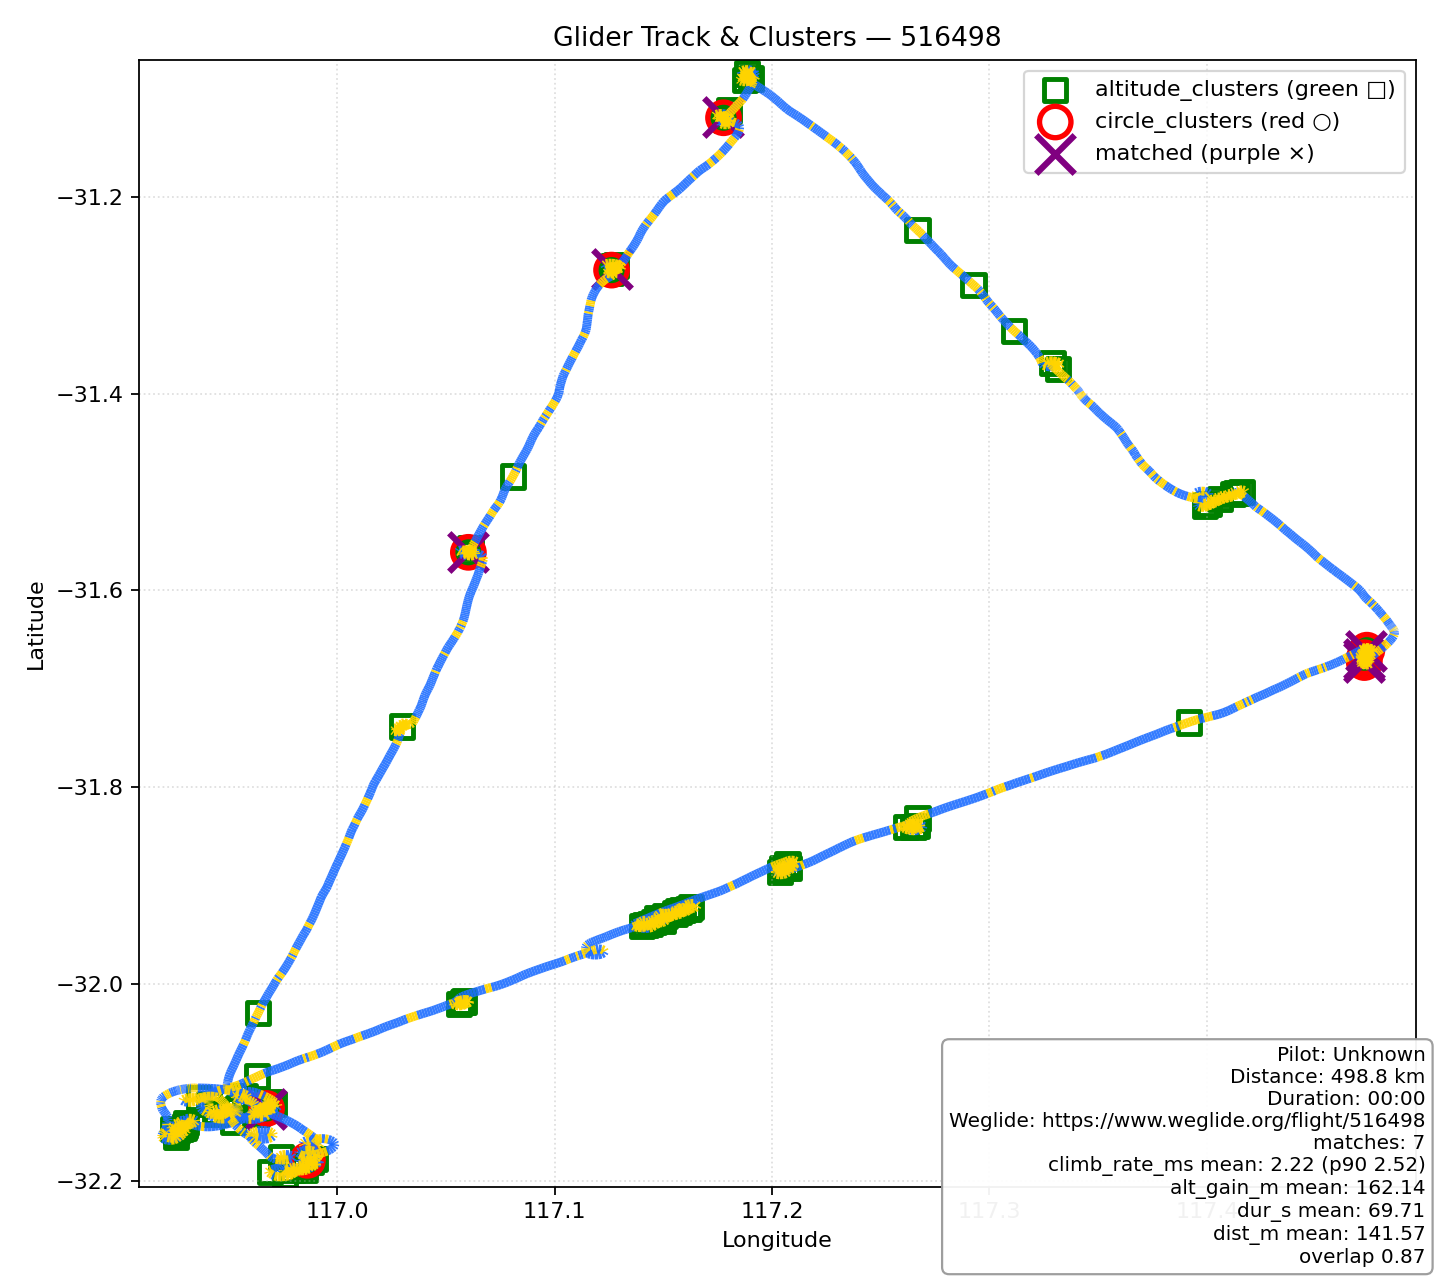 Glider Track & Clusters — 516498
altitude_clusters (green □)
circle_clusters (red ○)
matched (purple ×)
Latitude
−31.2
−31.4
−31.6
−31.8
−32.0
−32.2
117.0
117.1
117.2
117.3
117.4
Longitude
Pilot: Unknown
Distance: 498.8 km
Duration: 00:00
Weglide: https://www.weglide.org/flight/516498
matches: 7
climb_rate_ms mean: 2.22 (p90 2.52)
alt_gain_m mean: 162.14
dur_s mean: 69.71
dist_m mean: 141.57
overlap 0.87